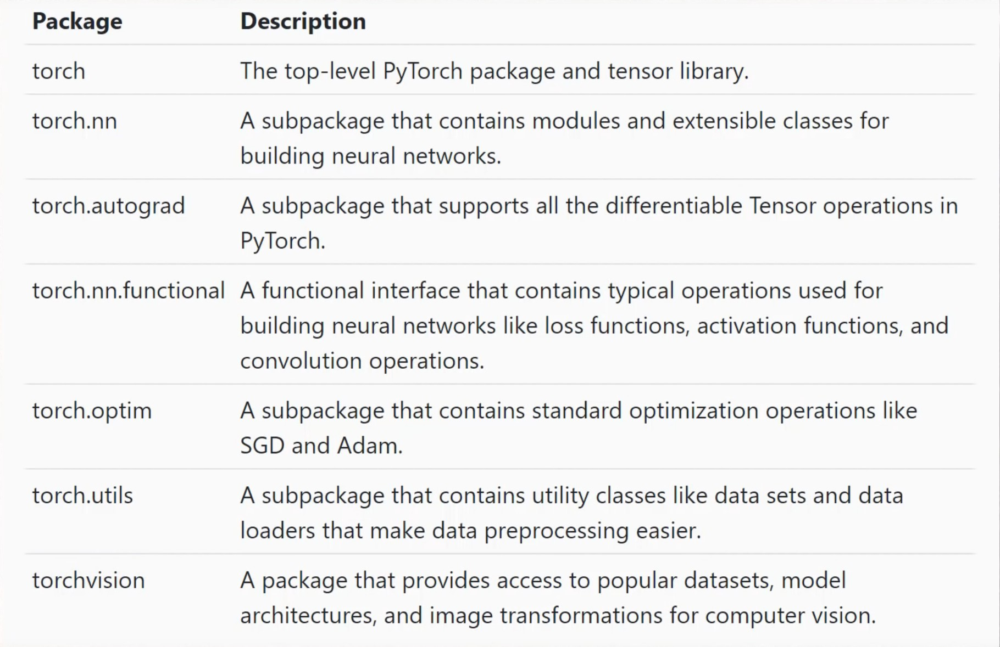 Package Description
torch The top-level PyTorch package and tensor library.
torch.nn A subpackage that contains modules and extensible classes for
building neural networks.
torch.autograd A subpackage that supports all the differentiable Tensor operations in
PyTorch.
torch.nn.functional A functional interface that contains typical operations used for
building neural networks like loss functions, activation functions, and
convolution operations.
torch.optim A subpackage that contains standard optimization operations like
SGD and Adam.
torch.utils A subpackage that contains utility classes like data sets and data
loaders that make data preprocessing easier.
torchvision A package that provides access to popular datasets, model
architectures, and image transformations for computer vision.